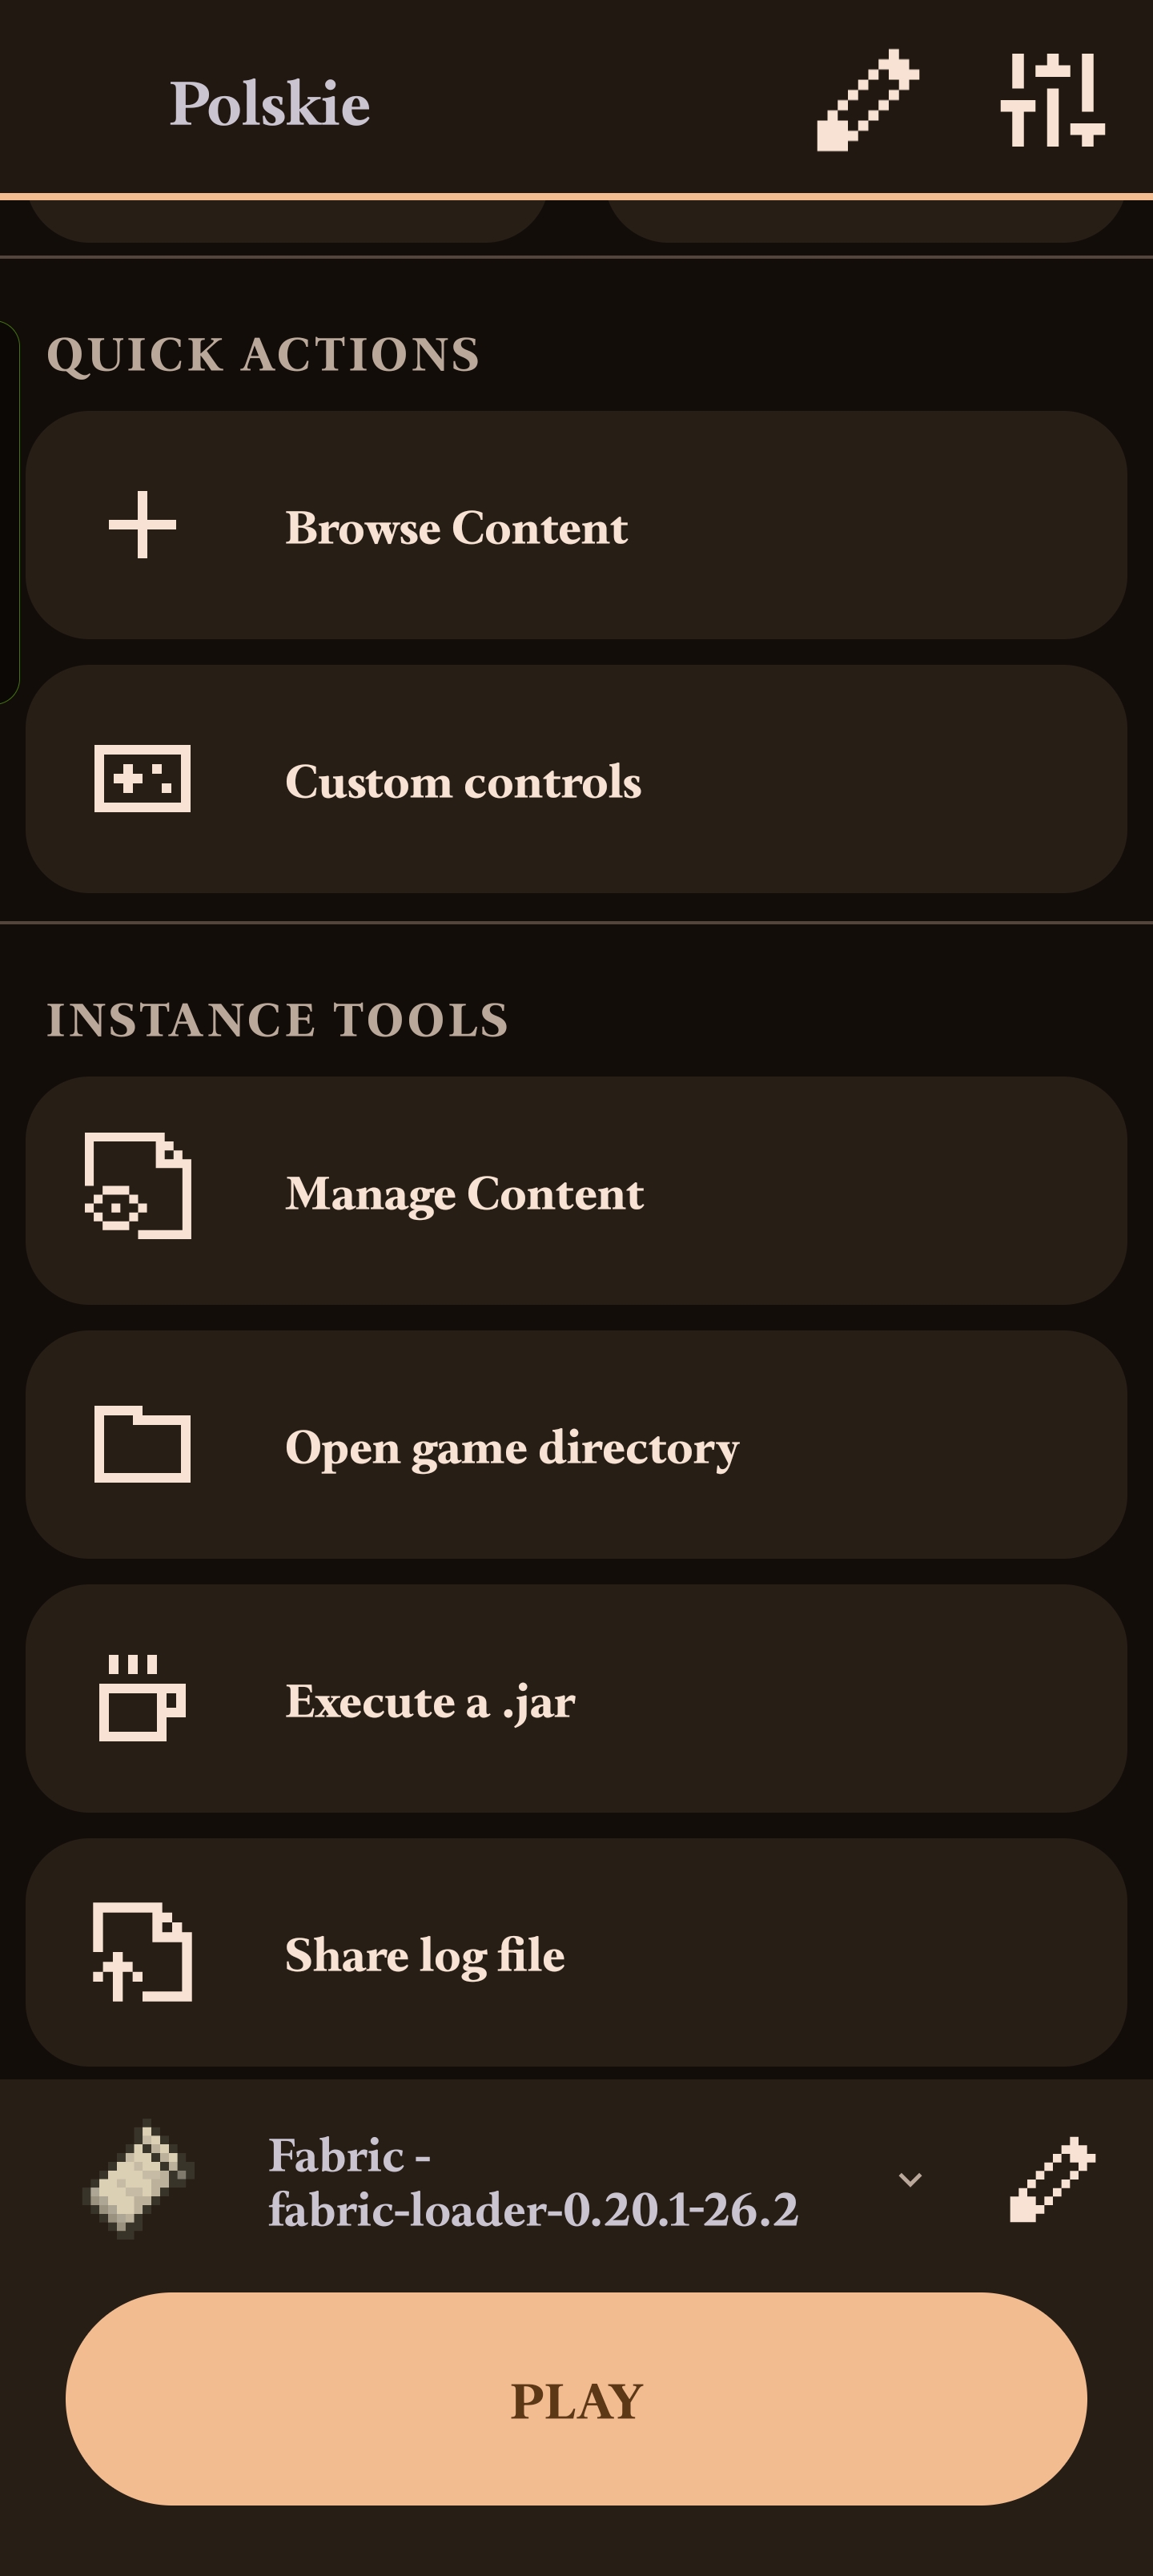 Polskie
QUICK ACTIONS
Browse Content
Custom controls
INSTANCE TOOLS
Manage Content
Open game directory
Execute a .jar
Share log file
Fabric -
fabric-loader-0.20.1-26.2
PLAY